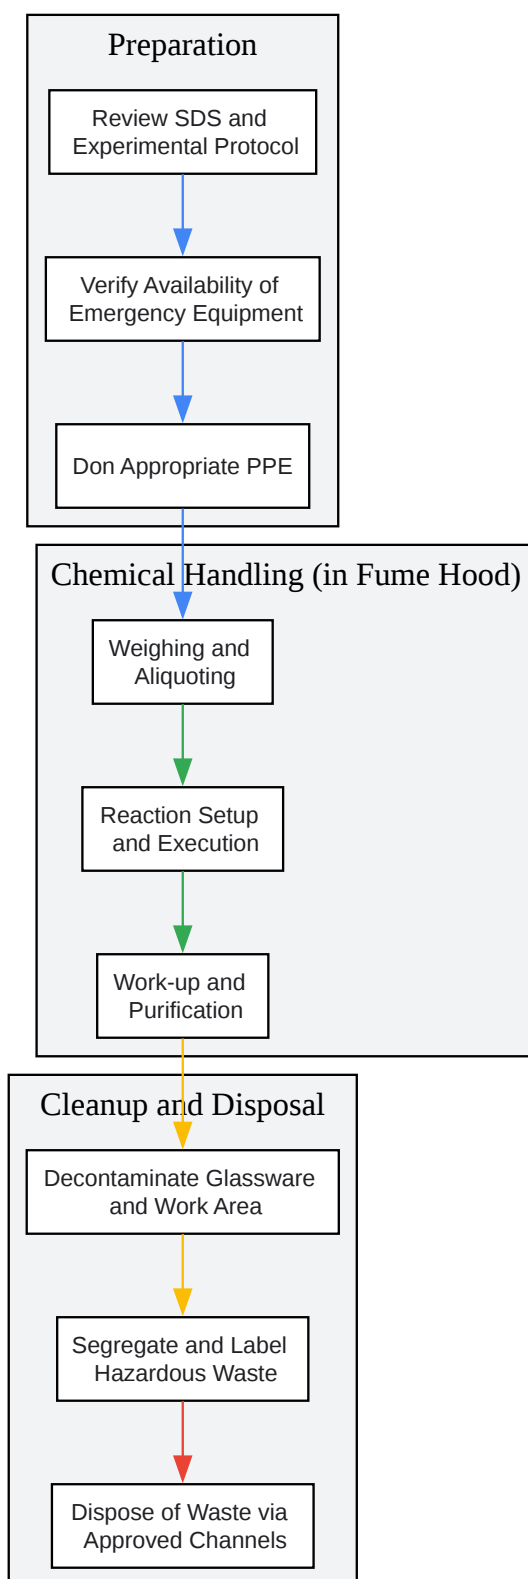 Preparation
Review SDS and
Experimental Protocol
Verify Availability of
Emergency Equipment
Don Appropriate PPE
Chemical Handling (in Fume Hood)
Weighing and
Aliquoting
Reaction Setup
and Execution
Work-up and
Purification
Cleanup and Disposal
Decontaminate Glassware
and Work Area
Segregate and Label
Hazardous Waste
Dispose of Waste via
Approved Channels